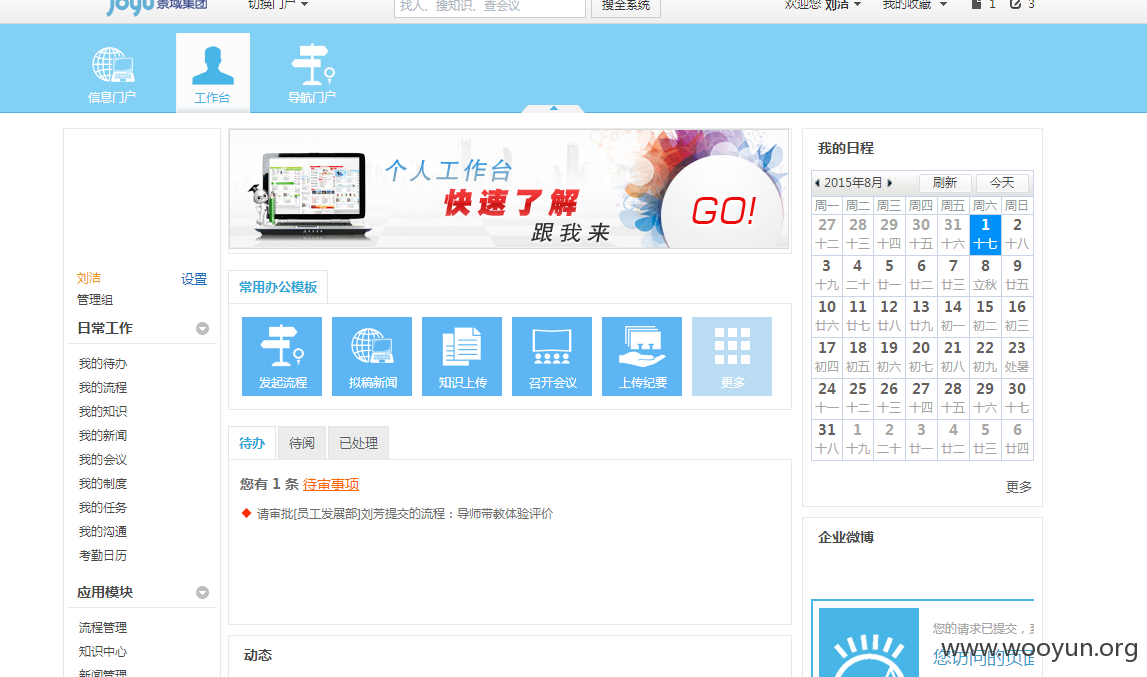 joyu 景域集团 切换门户 找人、搜知识、查会议 搜全系统 欢迎您 刘洁 我的收藏 1 3
信息门户 工作台 导航门户
刘洁 设置
管理组
日常工作
我的待办
我的流程
我的知识
我的新闻
我的会议
我的制度
我的任务
我的沟通
考勤日历
应用模块
流程管理
知识中心
新闻管理
个人工作台
快速了解
跟我来
GO!
常用办公模板
发起流程 拟稿新闻 知识上传 召开会议 上传纪要 更多
待办 待阅 已处理
您有 1 条 待审事项
请审批[员工发展部]刘芳提交的流程：导师带教体验评价
动态
我的日程
2015年8月 刷新 今天
周一 周二 周三 周四 周五 周六 周日
27 28 29 30 31 1 2
十二 十三 十四 十五 十六 十七 十八
3 4 5 6 7 8 9
十九 二十 廿一 廿二 廿三 立秋 廿五
10 11 12 13 14 15 16
廿六 廿七 廿八 廿九 初一 初二 初三
17 18 19 20 21 22 23
初四 初五 初六 初七 初八 初九 处暑
24 25 26 27 28 29 30
十一 十二 十三 十四 十五 十六 十七
31 1 2 3 4 5 6
十八 十九 二十 廿一 廿二 廿三 廿四
更多
企业微博
您的请求已提交，
您访问的页面
www.wooyun.org